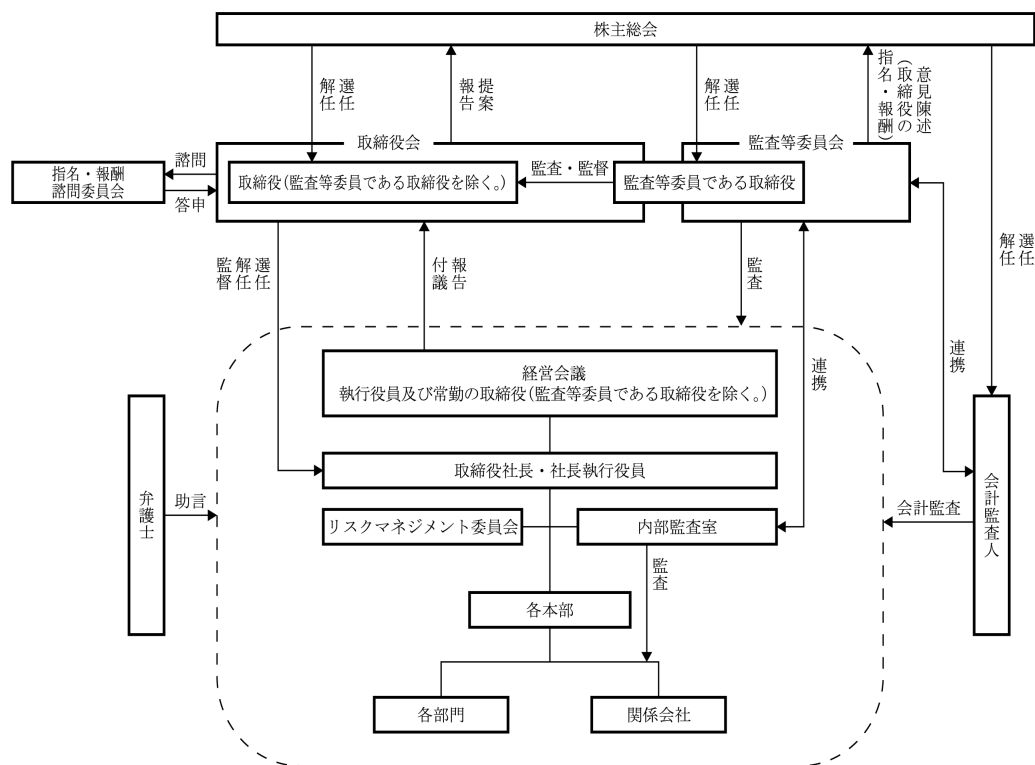 株主総会
選任
解任
提案
報告
選任
解任
意見陳述
(取締役の
指名・報酬)
選任
解任
取締役会
監査等委員会
指名・報酬
諮問委員会
諮問
答申
取締役(監査等委員である取締役を除く。)
監査・監督
監査等委員である取締役
選任
解任
監督
報告
付議
監査
連携
連携
経営会議
執行役員及び常勤の取締役(監査等委員である取締役を除く。)
取締役社長・社長執行役員
弁護士
助言
リスクマネジメント委員会
内部監査室
会計監査
会計監査人
監査
各本部
各部門
関係会社